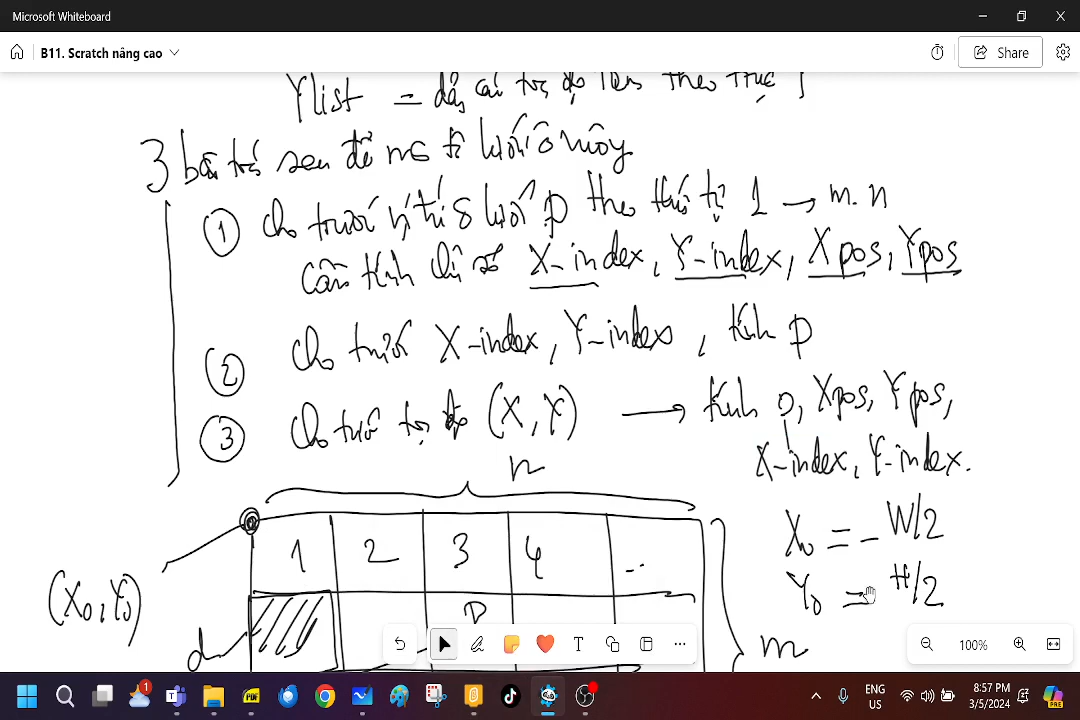 Microsoft Whiteboard
B11. Scratch nâng cao
Share
Ylist = dãy các tọa độ trên theo trục Y
3 bài toán sau để mô tả lưới ô này
① cho trước vị trí ô lưới p theo thứ tự 1 → m.n
cần tính chỉ số X-index, Y-index, Xpos, Ypos
② cho trước X-index, Y-index, tính p
③ cho trước tọa độ (X, Y) → tính p, Xpos, Ypos,
X-index, Y-index.
n
X₀ = - W/2
1 2 3 4 ...
(X₀, Y₀)
Y₀ = H/2
p
d
m
100%
ENG
US
8:57 PM
3/5/2024